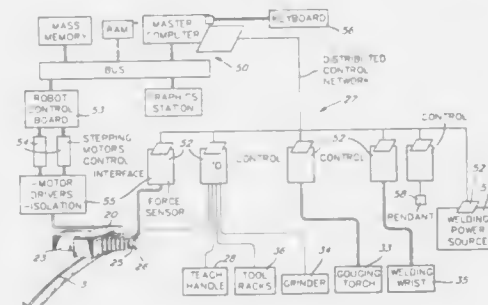 MASS
MEMORY
RAM
MASTER
COMPUTER
KEYBOARD
56
50
BUS
DISTRIBUTED
CONTROL
NETWORK
27
ROBOT
CONTROL
BOARD
53
GRAPHICS
STATION
54
STEPPING
MOTORS
CONTROL
INTERFACE
52
CONTROL
52
CONTROL
52
CONTROL
52
MOTOR
DRIVERS
ISOLATION
55
FORCE
SENSOR
58
PENDANT
WELDING
POWER
SOURCE
20
23
25
26
3
28
TEACH
HANDLE
36
TOOL
RACKS
34
GRINDER
33
GOUGING
TORCH
WELDING
WRIST
35